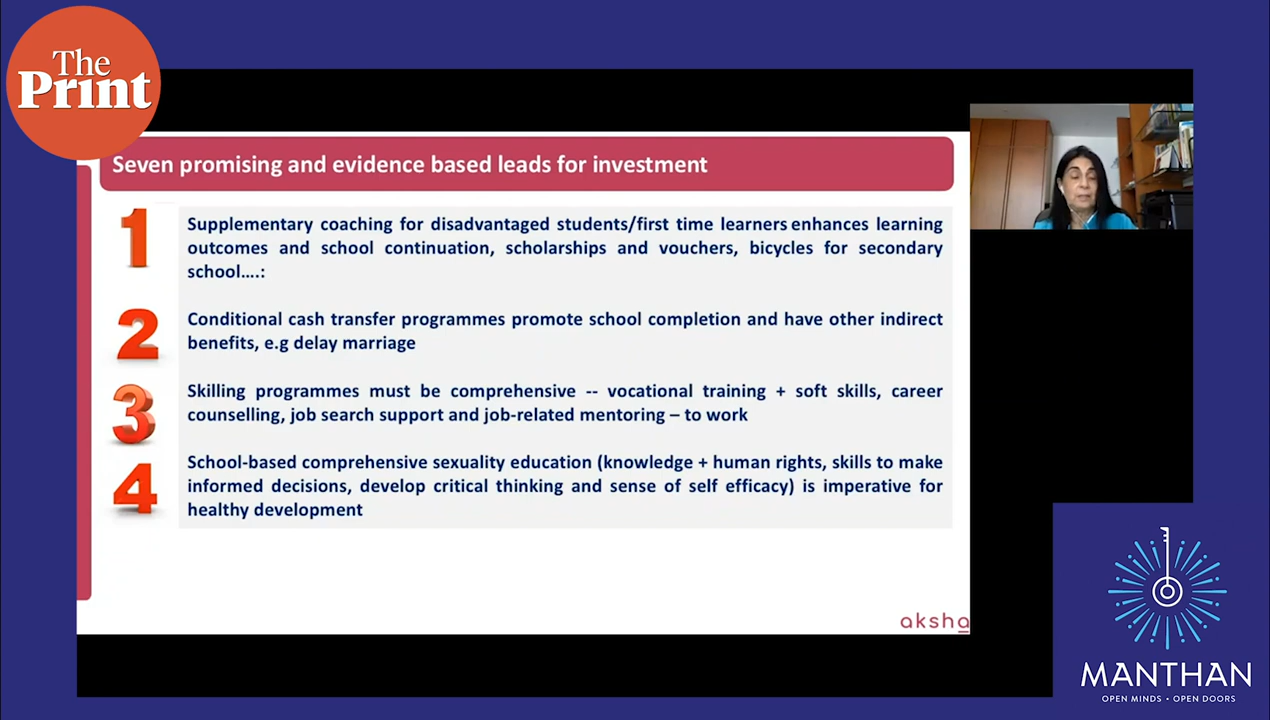 The
Print
Seven promising and evidence based leads for investment
1
Supplementary coaching for disadvantaged students/first time learners enhances learning
outcomes and school continuation, scholarships and vouchers, bicycles for secondary
school....:
2
Conditional cash transfer programmes promote school completion and have other indirect
benefits, e.g delay marriage
3
Skilling programmes must be comprehensive -- vocational training + soft skills, career
counselling, job search support and job-related mentoring – to work
4
School-based comprehensive sexuality education (knowledge + human rights, skills to make
informed decisions, develop critical thinking and sense of self efficacy) is imperative for
healthy development
aksha
MANTHAN
OPEN MINDS • OPEN DOORS